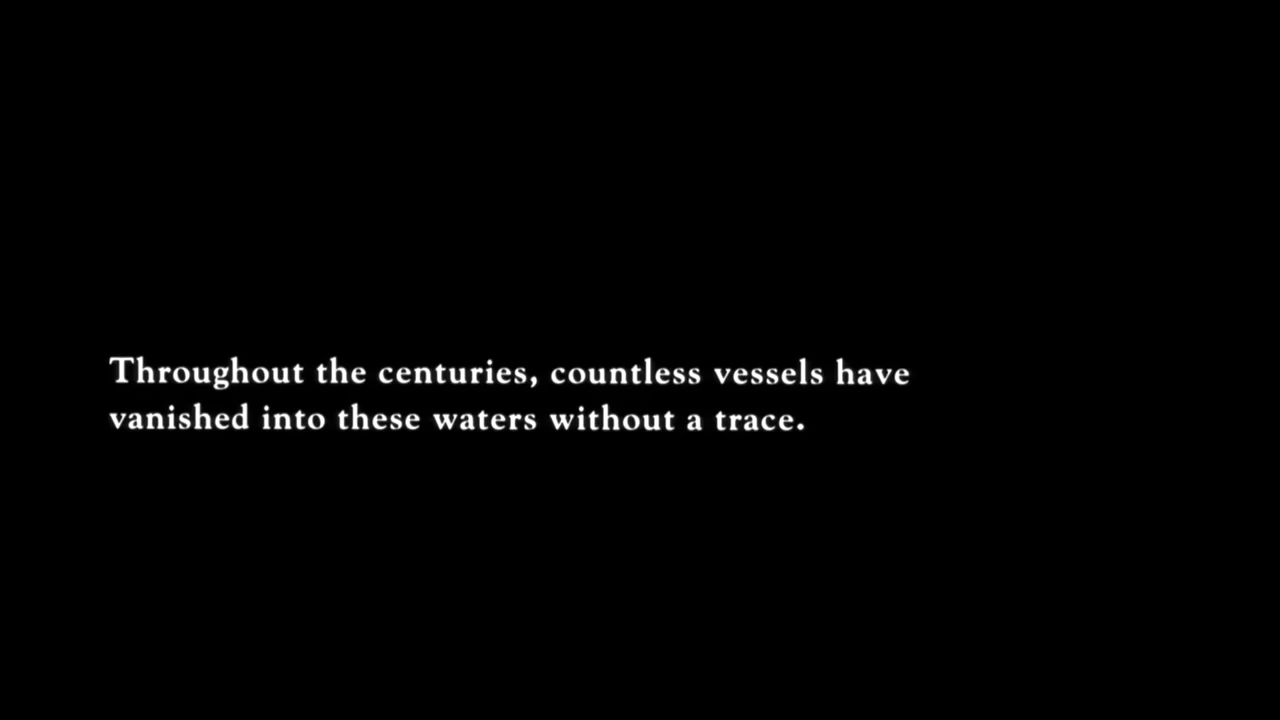 Throughout the centuries, countless vessels have
vanished into these waters without a trace.